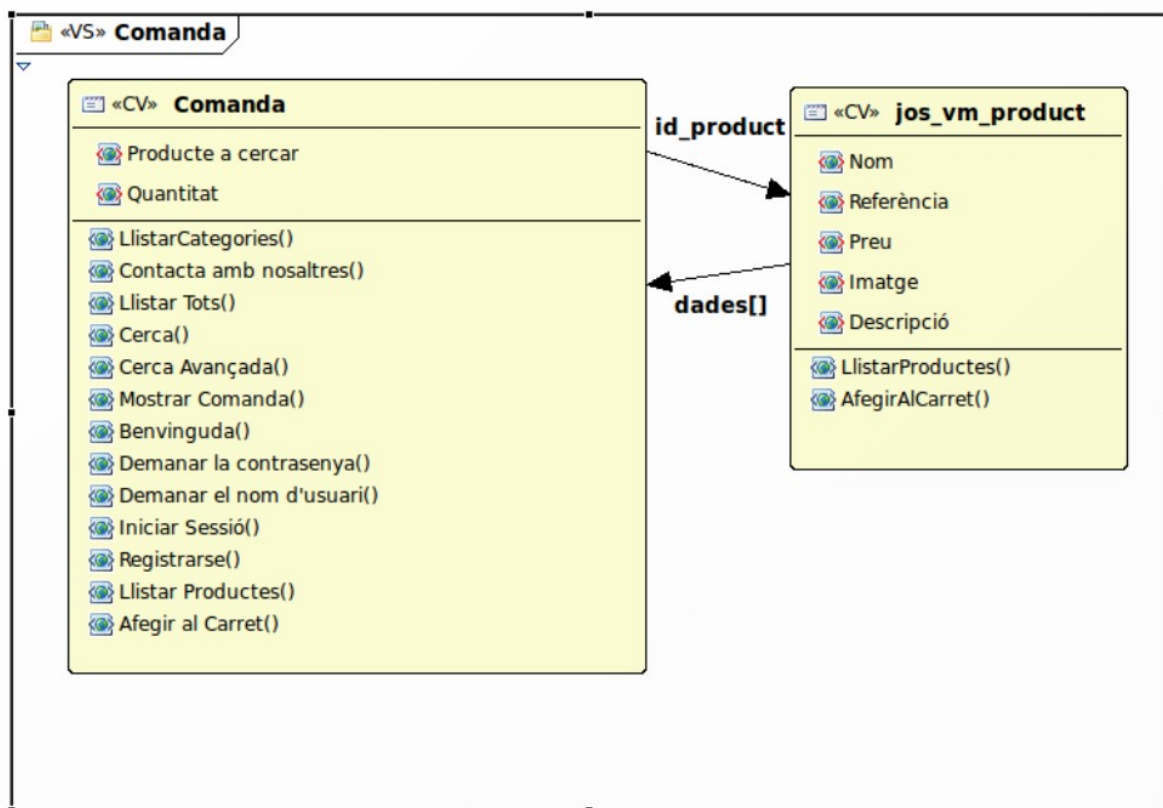 «VS» Comanda
«CV» Comanda
Producte a cercar
Quantitat
LlistarCategories()
Contacta amb nosaltres()
Llistar Tots()
Cerca()
Cerca Avançada()
Mostrar Comanda()
Benvinguda()
Demanar la contrasenya()
Demanar el nom d'usuari()
Iniciar Sessió()
Registrarse()
Llistar Productes()
Afegir al Carret()
id_product
dades[]
«CV» jos_vm_product
Nom
Referència
Preu
Imatge
Descripció
LlistarProductes()
AfegirAlCarret()